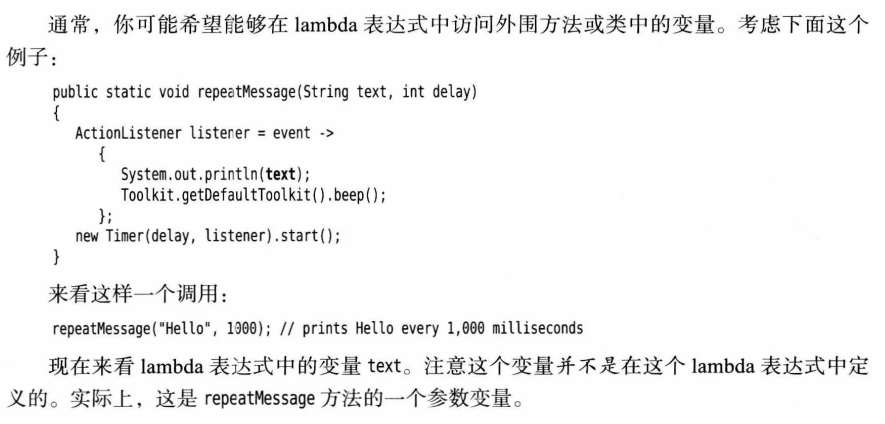 通常，你可能希望能够在 lambda 表达式中访问外围方法或类中的变量。考虑下面这个
例子：
public static void repeatMessage(String text, int delay)
{
ActionListener listener = event ->
{
System.out.println(text);
Toolkit.getDefaultToolkit().beep();
};
new Timer(delay, listener).start();
}
来看这样一个调用：
repeatMessage("Hello", 1000); // prints Hello every 1,000 milliseconds
现在来看 lambda 表达式中的变量 text。注意这个变量并不是在这个 lambda 表达式中定
义的。实际上，这是 repeatMessage 方法的一个参数变量。